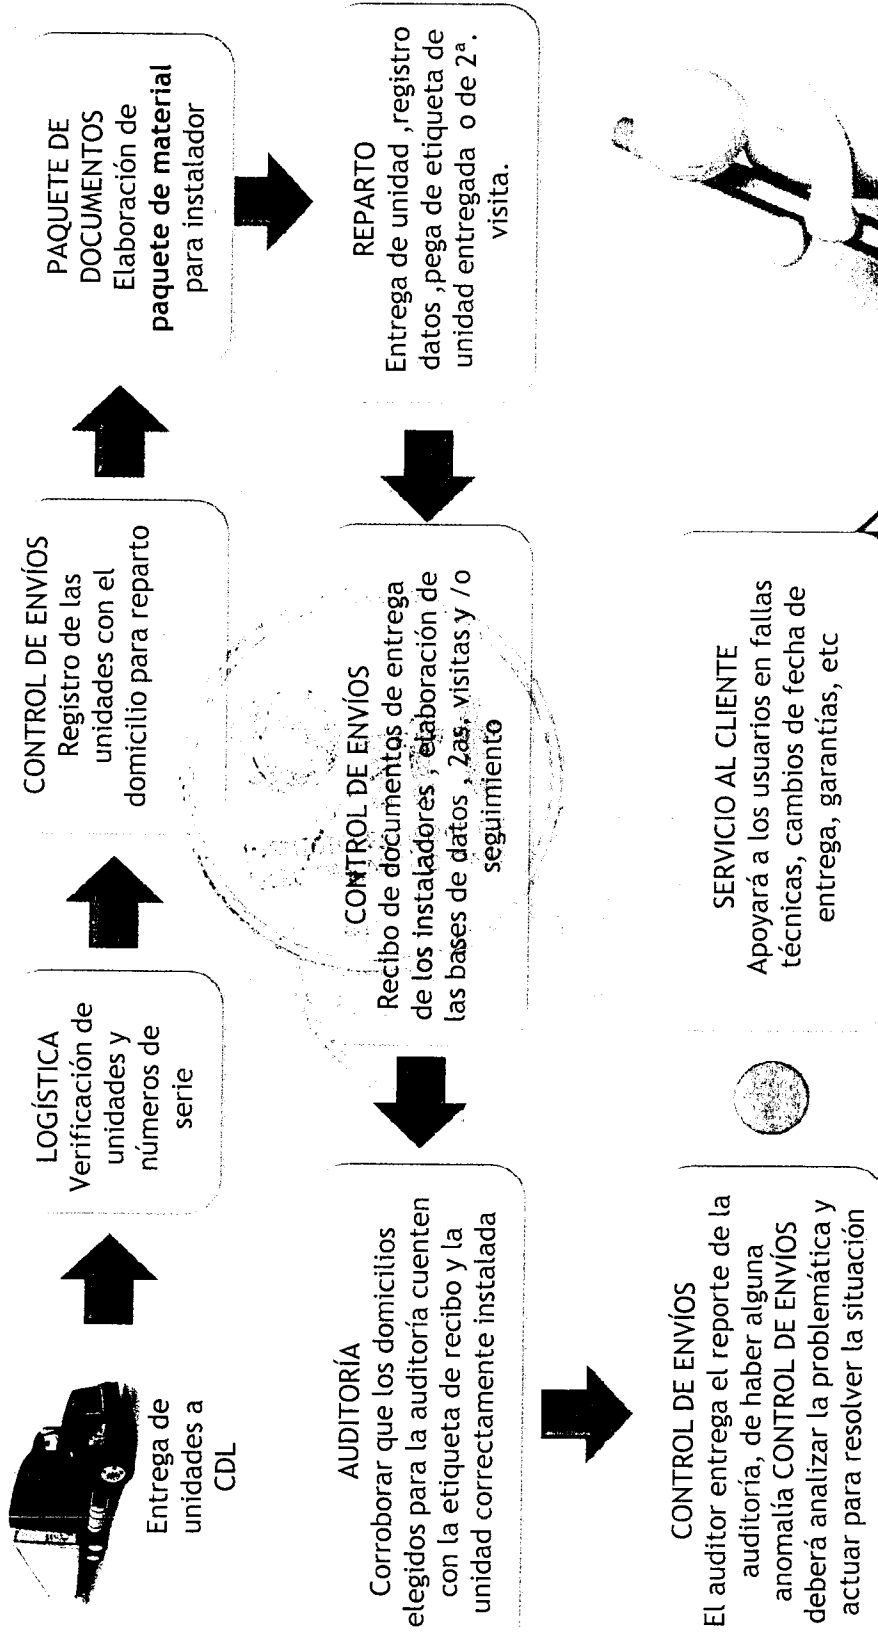 Entrega de
unidades a
CDL
LOGÍSTICA
Verificación de
unidades y
números de
serie
CONTROL DE ENVÍOS
Registro de las
unidades con el
domicilio para reparto
PAQUETE DE
DOCUMENTOS
Elaboración de
paquete de material
para instalador
REPARTO
Entrega de unidad ,registro
datos ,pega de etiqueta de
unidad entregada o de 2ª.
visita.
CONTROL DE ENVÍOS
Recibo de documentos de entrega
de los instaladores , elaboración de
las bases de datos , 2as. visitas y /o
seguimiento
AUDITORÍA
Corroborar que los domicilios
elegidos para la auditoría cuenten
con la etiqueta de recibo y la
unidad correctamente instalada
CONTROL DE ENVÍOS
El auditor entrega el reporte de la
auditoría, de haber alguna
anomalía CONTROL DE ENVÍOS
deberá analizar la problemática y
actuar para resolver la situación
SERVICIO AL CLIENTE
Apoyará a los usuarios en fallas
técnicas, cambios de fecha de
entrega, garantías, etc